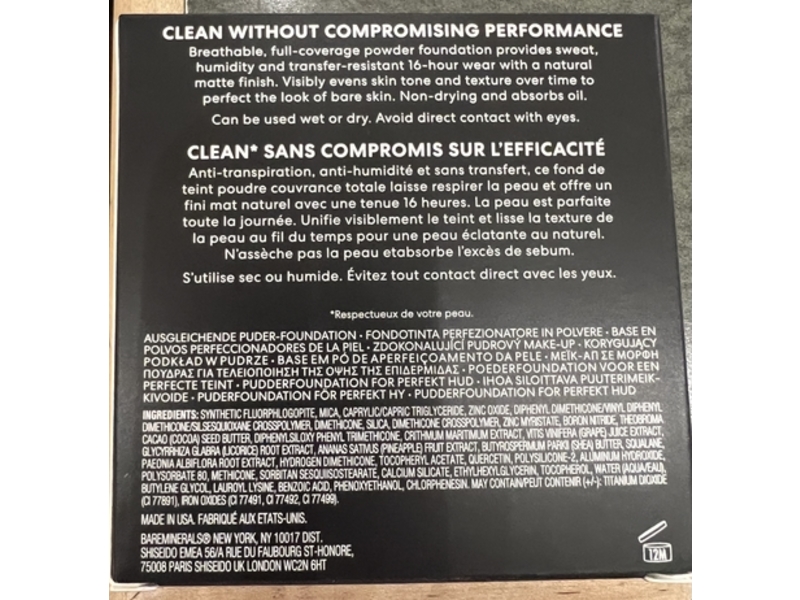 CLEAN WITHOUT COMPROMISING PERFORMANCE
Breathable, full-coverage powder foundation provides sweat,
humidity and transfer-resistant 16-hour wear with a natural
matte finish. Visibly evens skin tone and texture over time to
perfect the look of bare skin. Non-drying and absorbs oil.
Can be used wet or dry. Avoid direct contact with eyes.
CLEAN* SANS COMPROMIS SUR L'EFFICACITÉ
Anti-transpiration, anti-humidité et sans transfert, ce fond de
teint poudre couvrance totale laisse respirer la peau et offre un
fini mat naturel avec une tenue 16 heures. La peau est parfaite
toute la journée. Unifie visiblement le teint et lisse la texture de
la peau au fil du temps pour une peau éclatante au naturel.
N'assèche pas la peau etabsorbe l'excès de sebum.
S'utilise sec ou humide. Évitez tout contact direct avec les yeux.
*Respectueux de votre peau.
AUSGLEICHENDE PUDER-FOUNDATION • FONDOTINTA PERFEZIONATORE IN POLVERE • BASE EN
POLVOS PERFECCIONADORES DE LA PIEL • ZDOKONALUJÍCÍ PUDROVÝ MAKE-UP • KORYGUJĄCY
PODKŁAD W PUDRZE • BASE EM PÓ DE APERFEIÇOAMENTO DA PELE • ΜΕΪΚ-ΑΠ ΣΕ ΜΟΡΦΗ
ΠΟΥΔΡΑΣ ΓΙΑ ΤΕΛΕΙΟΠΟΙΗΣΗ ΤΗΣ ΟΨΗΣ ΤΗΣ ΕΠΙΔΕΡΜΙΔΑΣ • POEDERFOUNDATION VOOR EEN
PERFECTE TEINT • PUDDERFOUNDATION FOR PERFEKT HUD • IHOA SILOITTAVA PUUTERIMEIK-
KIVOIDE • PUDERFOUNDATION FÖR PERFEKT HY • PUDDERFOUNDATION FOR PERFEKT HUD
INGREDIENTS: SYNTHETIC FLUORPHLOGOPITE, MICA, CAPRYLIC/CAPRIC TRIGLYCERIDE, ZINC OXIDE, DIPHENYL DIMETHICONE/VINYL DIPHENYL
DIMETHICONE/SILSESQUIOXANE CROSSPOLYMER, DIMETHICONE, SILICA, DIMETHICONE CROSSPOLYMER, ZINC MYRISTATE, BORON NITRIDE, THEOBROMA
CACAO (COCOA) SEED BUTTER, DIPHENYLSILOXY PHENYL TRIMETHICONE, CRITHMUM MARITIMUM EXTRACT, VITIS VINIFERA (GRAPE) JUICE EXTRACT,
GLYCYRRHIZA GLABRA (LICORICE) ROOT EXTRACT, ANANAS SATIVUS (PINEAPPLE) FRUIT EXTRACT, BUTYROSPERMUM PARKII (SHEA) BUTTER, SQUALANE,
PAEONIA ALBIFLORA ROOT EXTRACT, HYDROGEN DIMETHICONE, TOCOPHERYL ACETATE, QUERCETIN, POLYSILICONE-2, ALUMINUM HYDROXIDE,
POLYSORBATE 60, METHICONE, SORBITAN SESQUIISOSTEARATE, CALCIUM SILICATE, ETHYLHEXYLGLYCERIN, TOCOPHEROL, WATER (AQUA/EAU),
BUTYLENE GLYCOL, LAUROYL LYSINE, BENZOIC ACID, PHENOXYETHANOL, CHLORPHENESIN. MAY CONTAIN/PEUT CONTENIR (+/-): TITANIUM DIOXIDE
(CI 77891), IRON OXIDES (CI 77491, CI 77492, CI 77499).
MADE IN USA. FABRIQUÉ AUX ETATS-UNIS.
BAREMINERALS® NEW YORK, NY 10017 DIST.
SHISEIDO EMEA 56/A RUE DU FAUBOURG ST-HONORE,
75008 PARIS SHISEIDO UK LONDON WC2N 6HT
12M